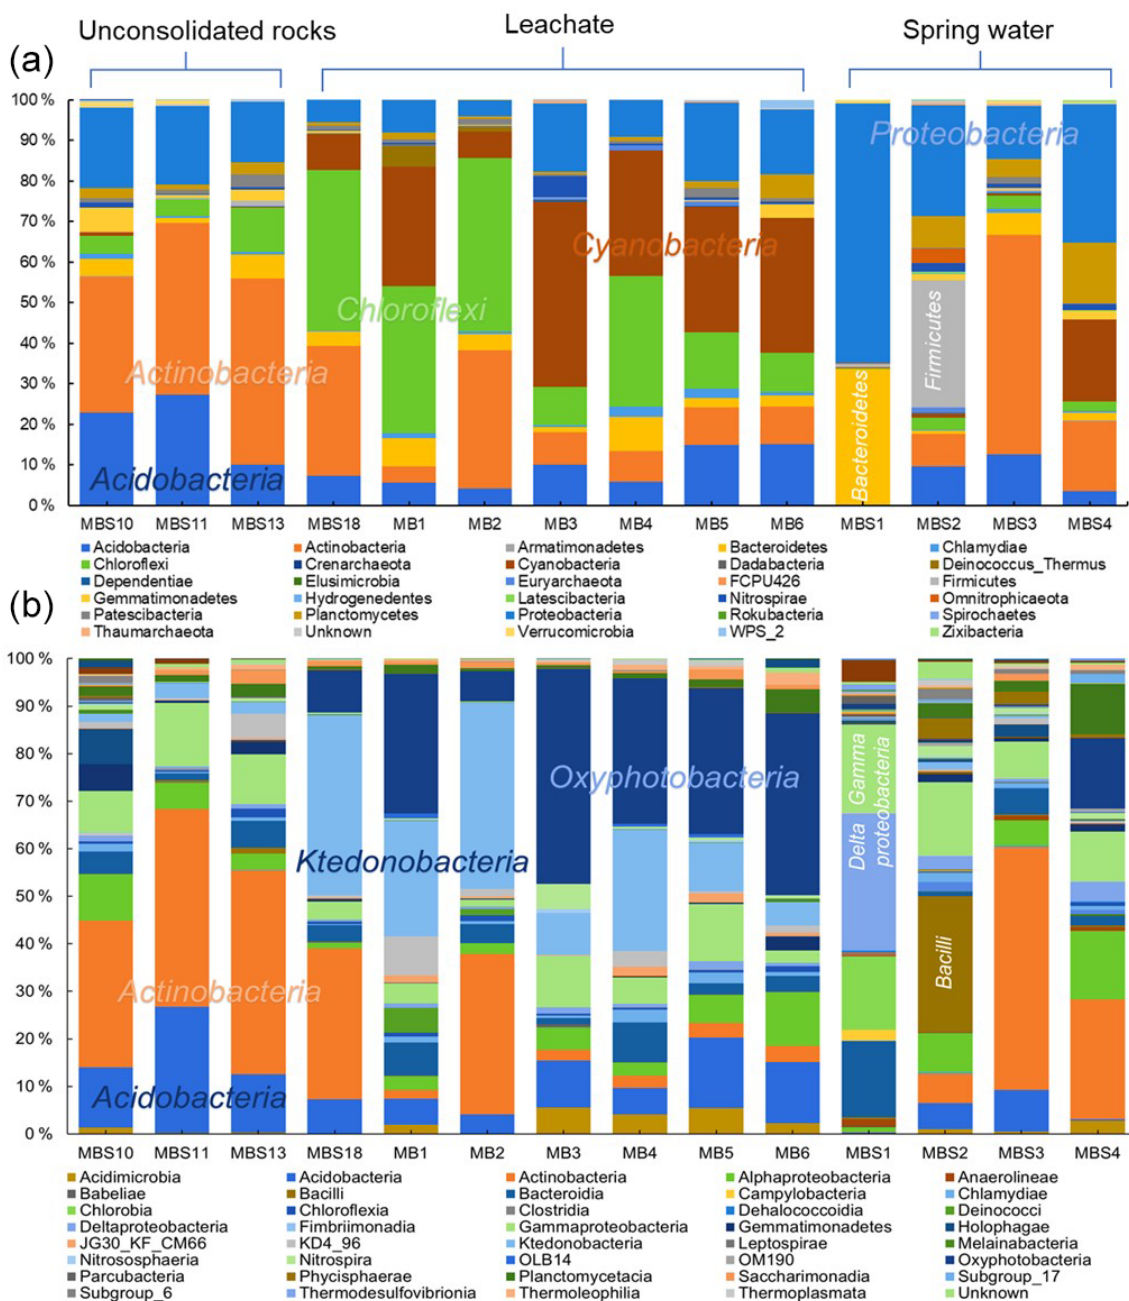 Unconsolidated rocks Leachate Spring water
(a)
100 %
90 %
80 %
70 %
60 %
50 %
40 %
30 %
20 %
10 %
0 %
Proteobacteria
Cyanobacteria
Chloroflexi
Firmicutes
Actinobacteria
Bacteroidetes
Acidobacteria
MBS10 MBS11 MBS13 MBS18 MB1 MB2 MB3 MB4 MB5 MB6 MBS1 MBS2 MBS3 MBS4
Acidobacteria Actinobacteria Armatimonadetes Bacteroidetes Chlamydiae
Chloroflexi Crenarchaeota Cyanobacteria Dadabacteria Deinococcus_Thermus
Dependentiae Elusimicrobia Euryarchaeota FCPU426 Firmicutes
Gemmatimonadetes Hydrogenedentes Latescibacteria Nitrospirae Omnitrophicaeota
Patescibacteria Planctomycetes Proteobacteria Rokubacteria Spirochaetes
Thaumarchaeota Unknown Verrucomicrobia WPS_2 Zixibacteria
(b)
100 %
90 %
80 %
70 %
60 %
50 %
40 %
30 %
20 %
10 %
0 %
Oxyphotobacteria
Delta Gamma
proteobacteria
Ktedonobacteria
Bacilli
Actinobacteria
Acidobacteria
MBS10 MBS11 MBS13 MBS18 MB1 MB2 MB3 MB4 MB5 MB6 MBS1 MBS2 MBS3 MBS4
Acidimicrobia Acidobacteria Actinobacteria Alphaproteobacteria Anaerolineae
Babeliae Bacilli Bacteroidia Campylobacteria Chlamydiae
Chlorobia Chloroflexia Clostridia Dehalococcoidia Deinococci
Deltaproteobacteria Fimbriimonadia Gammaproteobacteria Gemmatimonadetes Holophagae
JG30_KF_CM66 KD4_96 Ktedonobacteria Leptospirae Melainabacteria
Nitrososphaeria Nitrospira OLB14 OM190 Oxyphotobacteria
Parcubacteria Phycisphaerae Planctomycetacia Saccharimonadia Subgroup_17
Subgroup_6 Thermodesulfovibrionia Thermoleophilia Thermoplasmata Unknown